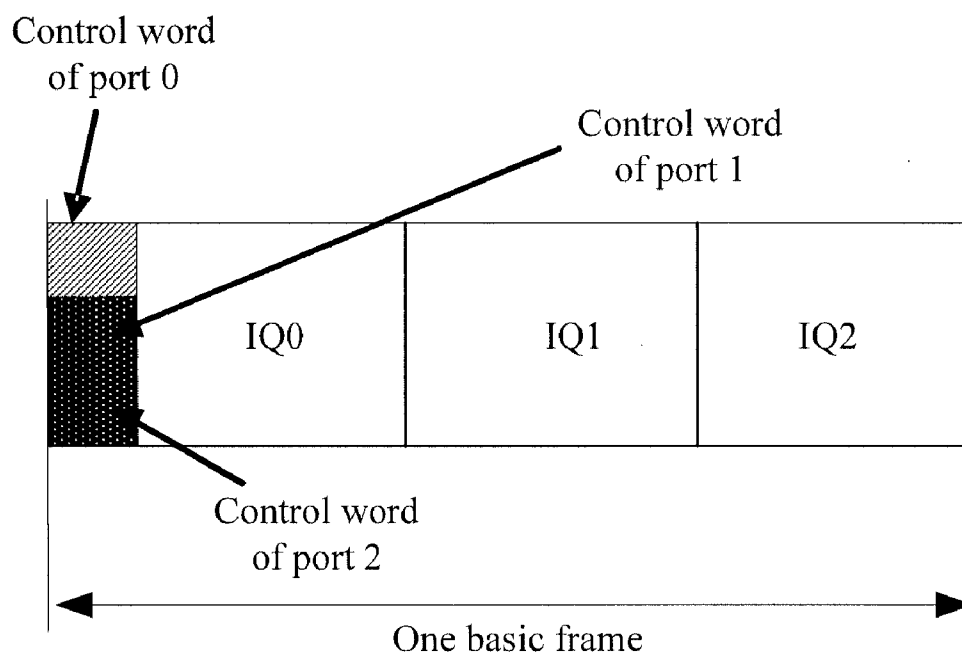 Control word
of port 0
Control word
of port 1
IQ0
IQ1
IQ2
Control word
of port 2
One basic frame